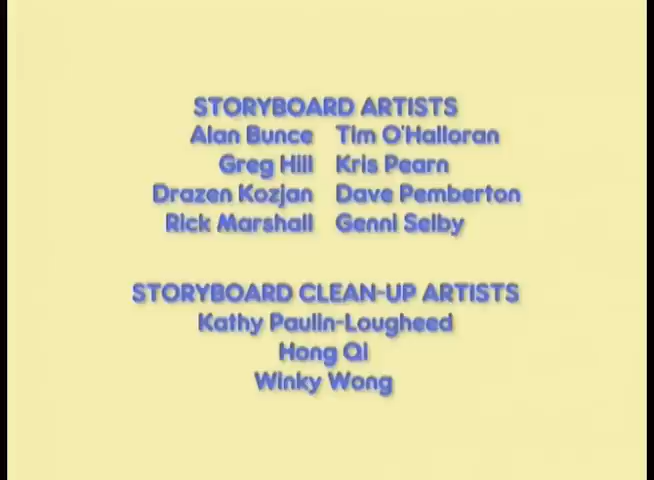 STORYBOARD ARTISTS
Alan Bunce Tim O'Halloran
Greg Hill Kris Pearn
Drazen Kozjan Dave Pemberton
Rick Marshall Genni Selby
STORYBOARD CLEAN-UP ARTISTS
Kathy Paulin-Lougheed
Hong Qi
Winky Wong